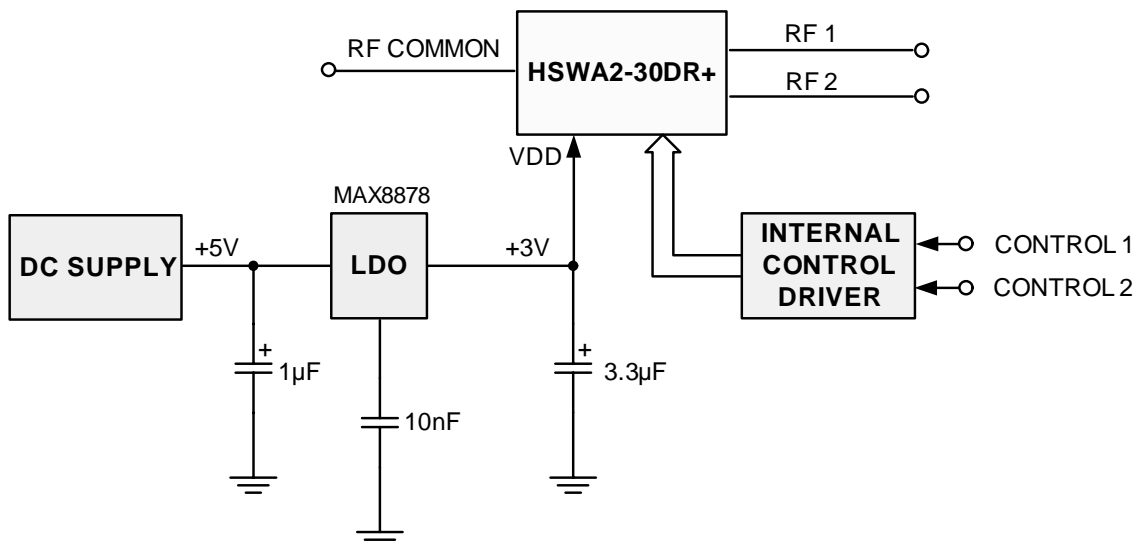 RF COMMON
HSWA2-30DR+
RF 1
RF 2
VDD
MAX8878
DC SUPPLY
+5V
LDO
+3V
INTERNAL
CONTROL
DRIVER
CONTROL 1
CONTROL 2
+
1µF
10nF
+
3.3µF